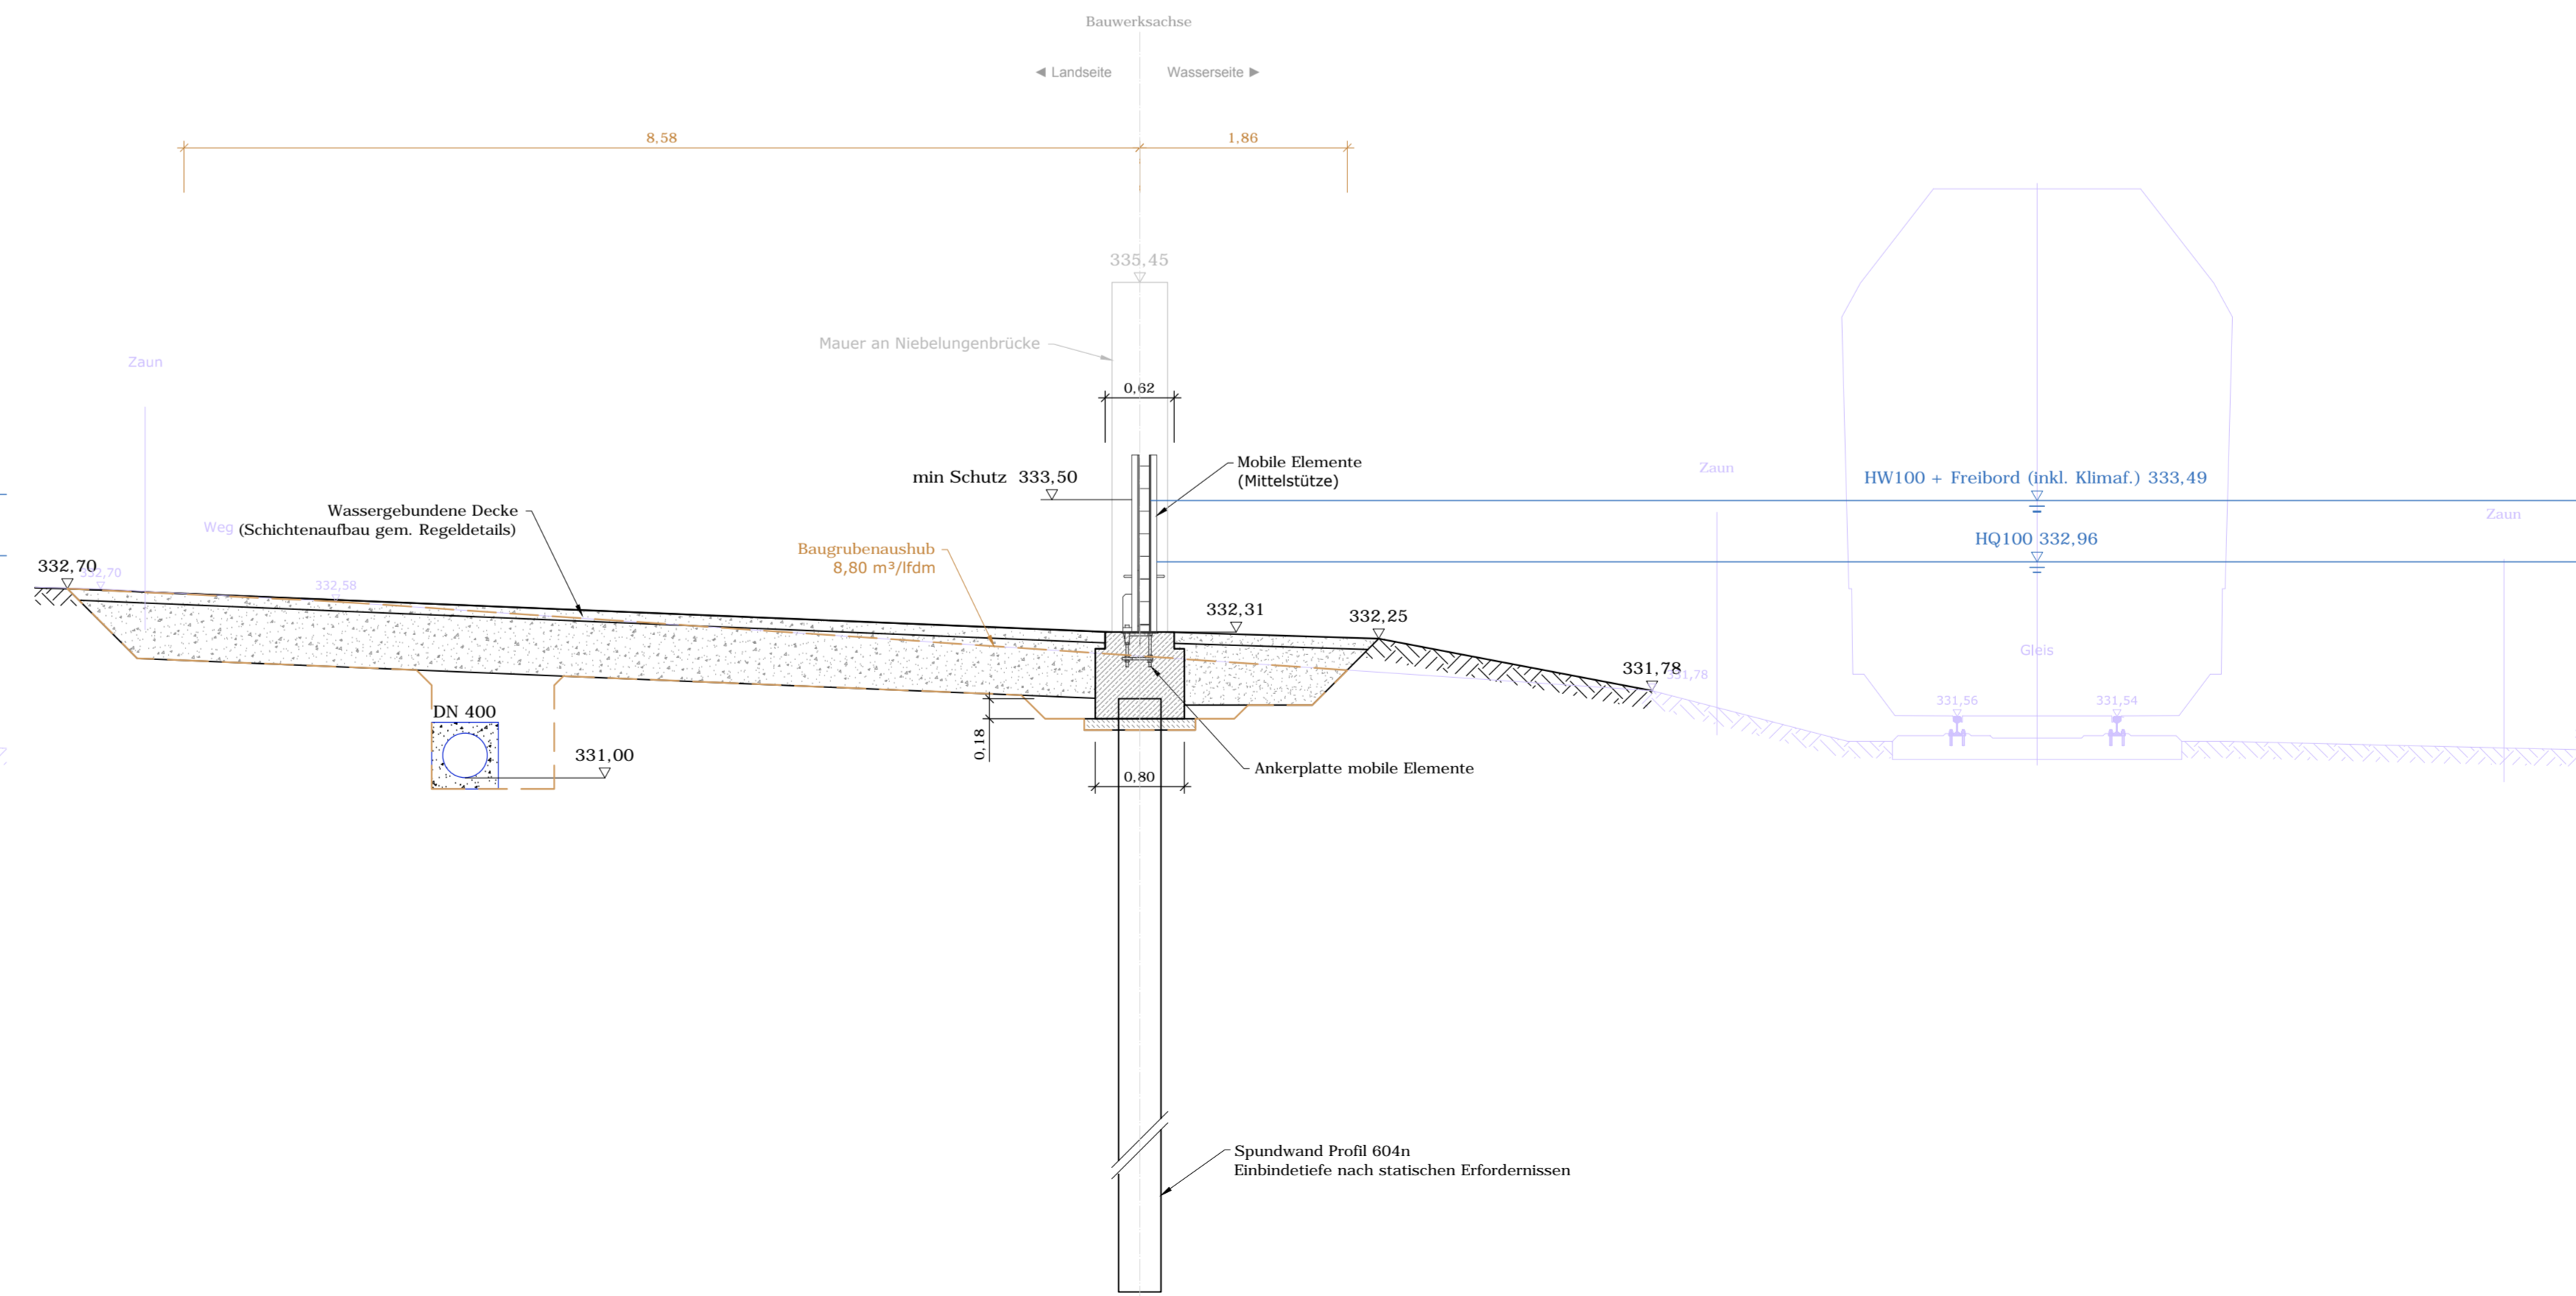 Bauwerksachse
◄ Landseite Wasserseite ►
8,58 1,86
335,45
Mauer an Niebelungenbrücke
Zaun
0,62
Mobile Elemente
(Mittelstütze)
min Schutz 333,50
Zaun
HW100 + Freibord (inkl. Klimaf.) 333,49
Zaun
Wassergebundene Decke
Weg (Schichtenaufbau gem. Regeldetails)
HQ100 332,96
Baugrubenaushub
8,80 m³/lfdm
332,70
332,70
332,58
332,31
332,25
Gleis
331,78
331,78
331,56 331,54
DN 400
0,18
331,00
0,80
Ankerplatte mobile Elemente
Spundwand Profil 604n
Einbindetiefe nach statischen Erfordernissen